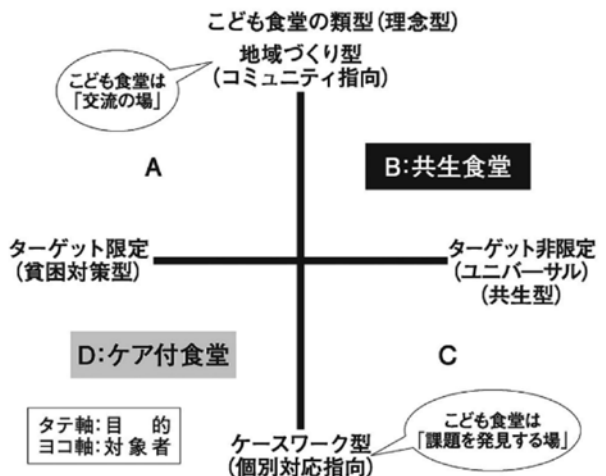 こども食堂の類型(理念型)
地域づくり型
(コミュニティ指向)
こども食堂は
「交流の場」
A
B:共生食堂
ターゲット限定
(貧困対策型)
ターゲット非限定
(ユニバーサル)
(共生型)
D:ケア付食堂
C
タテ軸:目　的
ヨコ軸:対象者
ケースワーク型
(個別対応指向)
こども食堂は
「課題を発見する場」